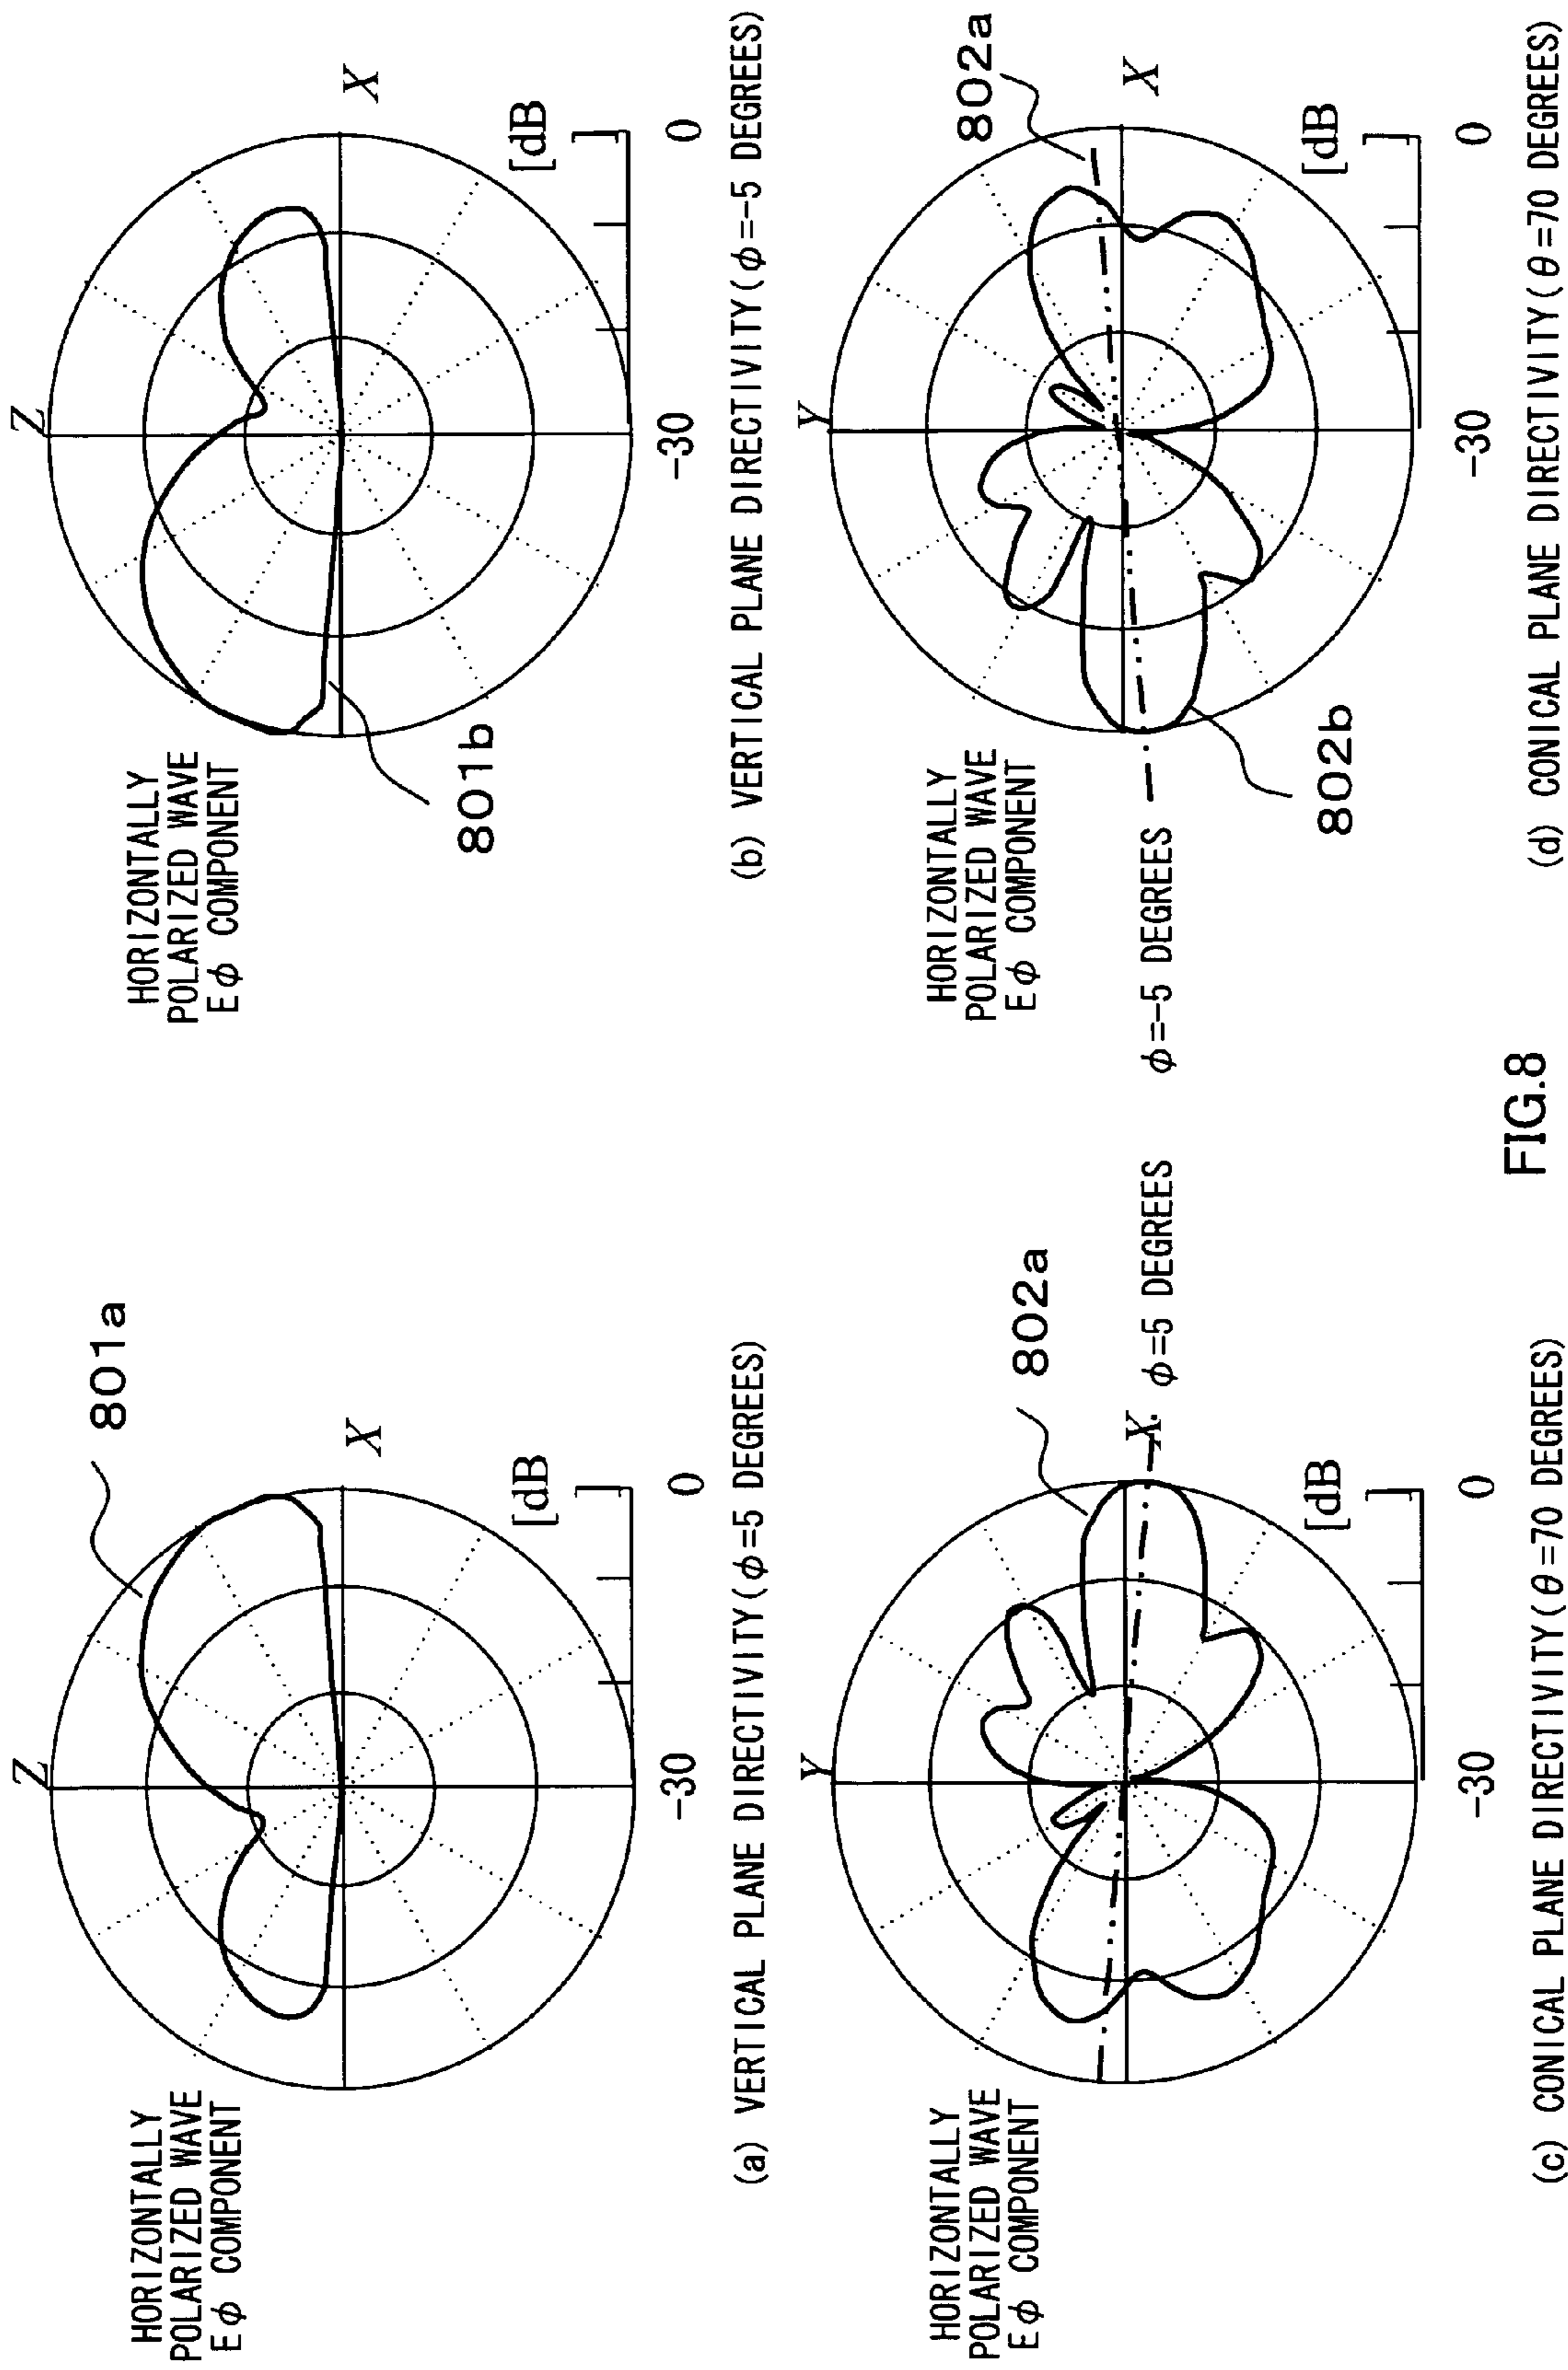 HORIZONTALLY
POLARIZED WAVE
Eφ COMPONENT
Z
801a
X
[dB]
-30
0
(a) VERTICAL PLANE DIRECTIVITY(φ=5 DEGREES)
HORIZONTALLY
POLARIZED WAVE
Eφ COMPONENT
Z
801b
X
[dB]
-30
0
(b) VERTICAL PLANE DIRECTIVITY(φ=-5 DEGREES)
HORIZONTALLY
POLARIZED WAVE
Eφ COMPONENT
Y
802a
X
φ=5 DEGREES
[dB]
-30
0
(c) CONICAL PLANE DIRECTIVITY(θ=70 DEGREES)
HORIZONTALLY
POLARIZED WAVE
Eφ COMPONENT
Y
802a
X
φ=-5 DEGREES
802b
[dB]
-30
0
(d) CONICAL PLANE DIRECTIVITY(θ=70 DEGREES)
FIG.8